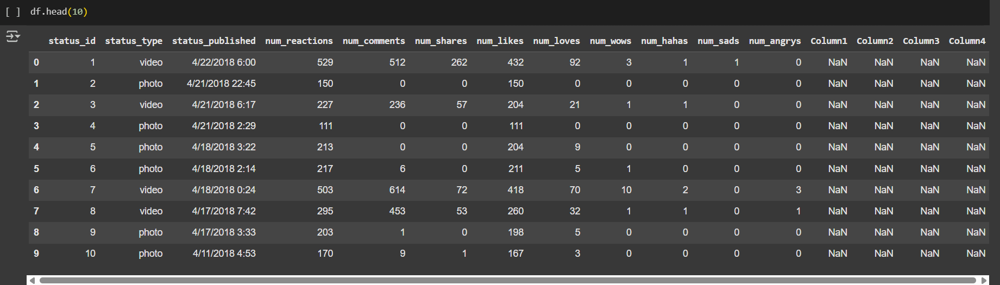 [ ] df.head(10)
status_id status_type status_published num_reactions num_comments num_shares num_likes num_loves num_wows num_hahas num_sads num_angrys Column1 Column2 Column3 Column4
0 1 video 4/22/2018 6:00 529 512 262 432 92 3 1 1 0 NaN NaN NaN NaN
1 2 photo 4/21/2018 22:45 150 0 0 150 0 0 0 0 0 NaN NaN NaN NaN
2 3 video 4/21/2018 6:17 227 236 57 204 21 1 1 0 0 NaN NaN NaN NaN
3 4 photo 4/21/2018 2:29 111 0 0 111 0 0 0 0 0 NaN NaN NaN NaN
4 5 photo 4/18/2018 3:22 213 0 0 204 9 0 0 0 0 NaN NaN NaN NaN
5 6 photo 4/18/2018 2:14 217 6 0 211 5 1 0 0 0 NaN NaN NaN NaN
6 7 video 4/18/2018 0:24 503 614 72 418 70 10 2 0 3 NaN NaN NaN NaN
7 8 video 4/17/2018 7:42 295 453 53 260 32 1 1 0 1 NaN NaN NaN NaN
8 9 photo 4/17/2018 3:33 203 1 0 198 5 0 0 0 0 NaN NaN NaN NaN
9 10 photo 4/11/2018 4:53 170 9 1 167 3 0 0 0 0 NaN NaN NaN NaN